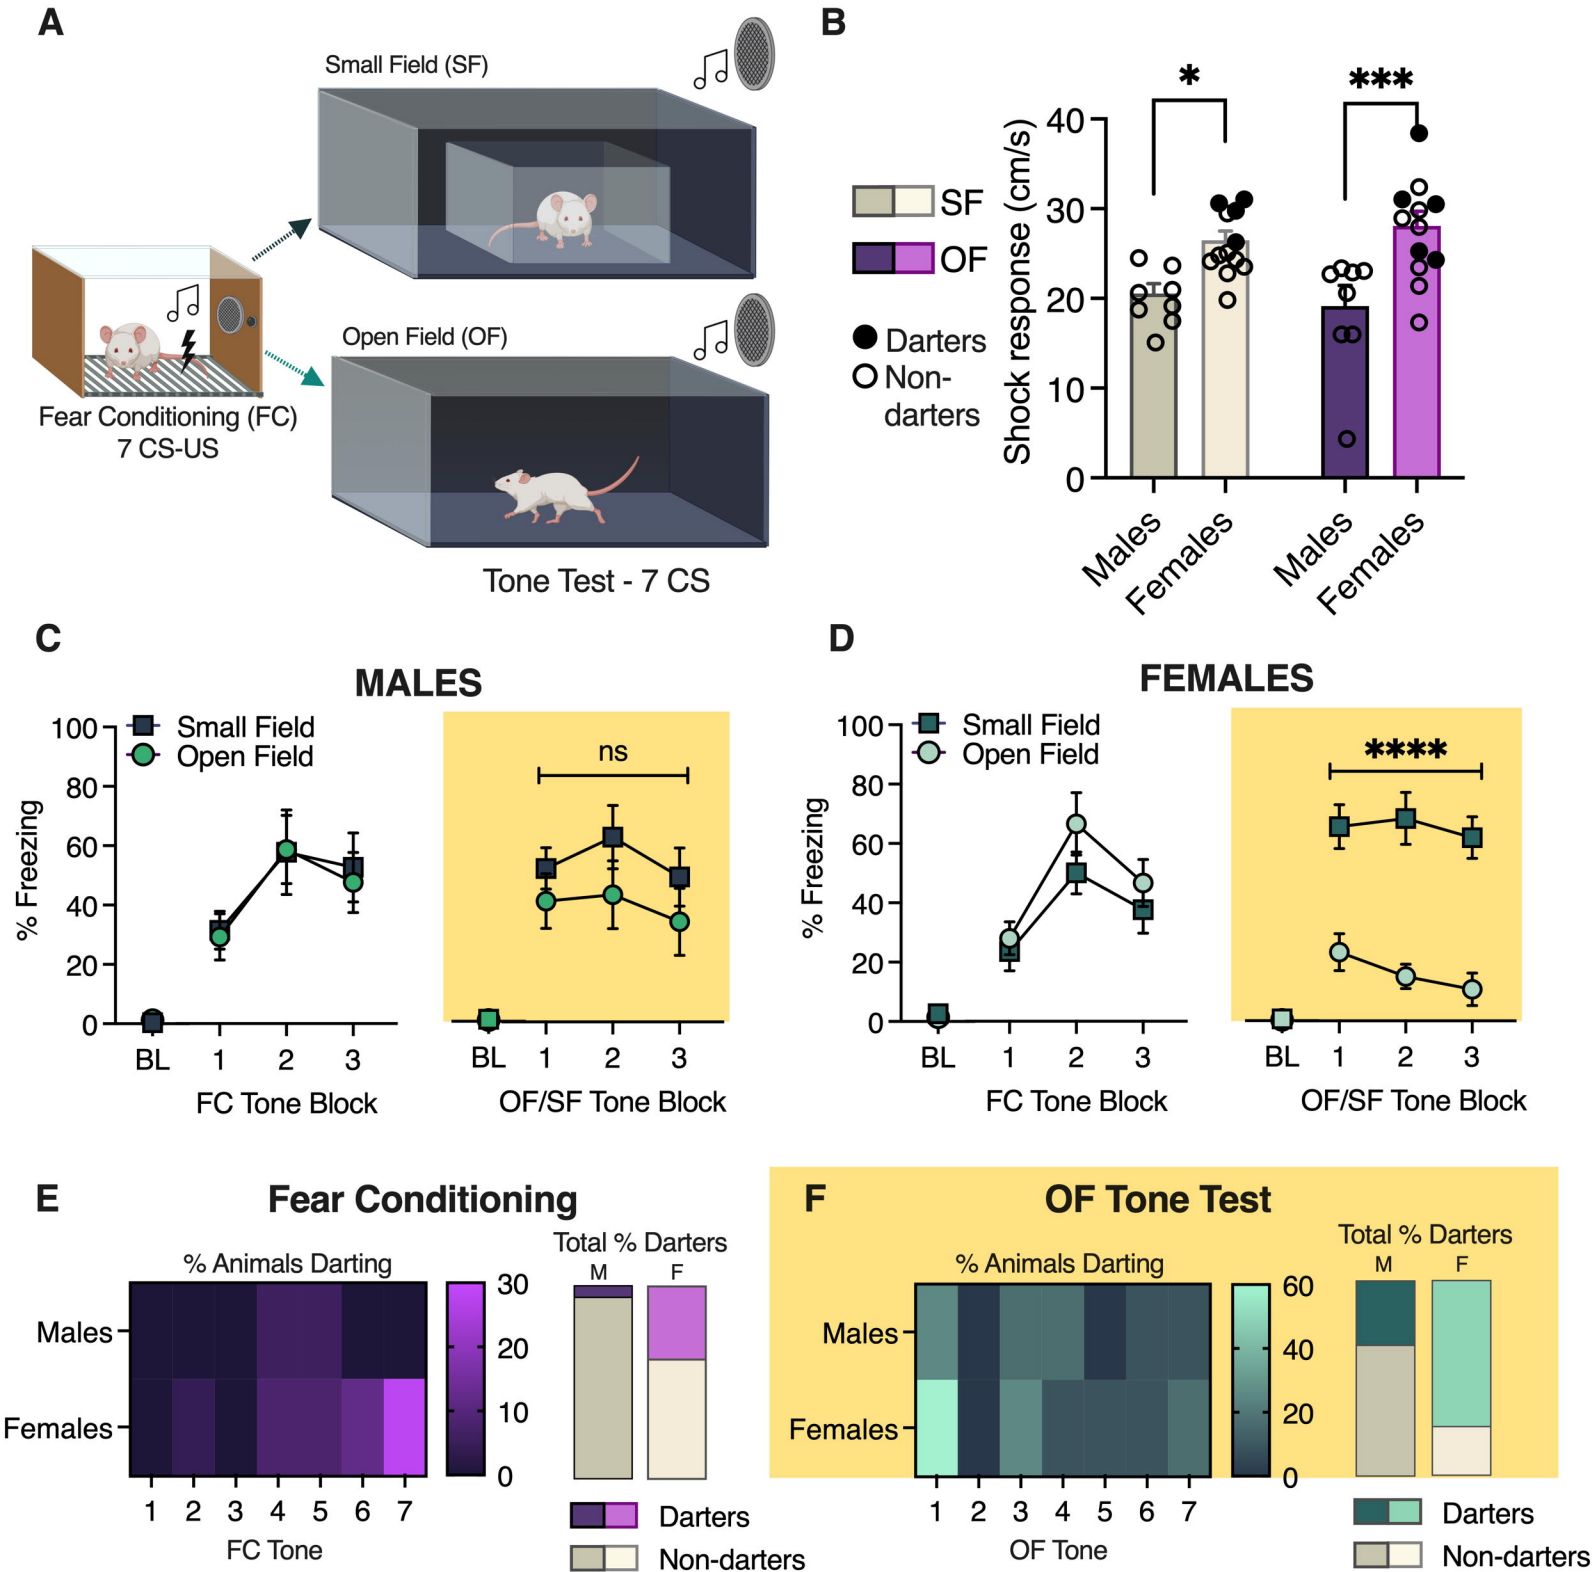 A
Small Field (SF)
Open Field (OF)
Fear Conditioning (FC)
7 CS-US
Tone Test - 7 CS
B
SF
OF
Darters
Non-
darters
Shock response (cm/s)
40
30
20
10
0
*
***
Males
Females
Males
Females
C
MALES
Small Field
Open Field
% Freezing
100
80
60
40
20
0
ns
BL 1 2 3
FC Tone Block
BL 1 2 3
OF/SF Tone Block
D
FEMALES
Small Field
Open Field
% Freezing
100
80
60
40
20
0
****
BL 1 2 3
FC Tone Block
BL 1 2 3
OF/SF Tone Block
E
Fear Conditioning
% Animals Darting
Males
Females
1 2 3 4 5 6 7
FC Tone
30
20
10
0
Total % Darters
M F
Darters
Non-darters
F
OF Tone Test
% Animals Darting
Males
Females
1 2 3 4 5 6 7
OF Tone
60
40
20
0
Total % Darters
M F
Darters
Non-darters